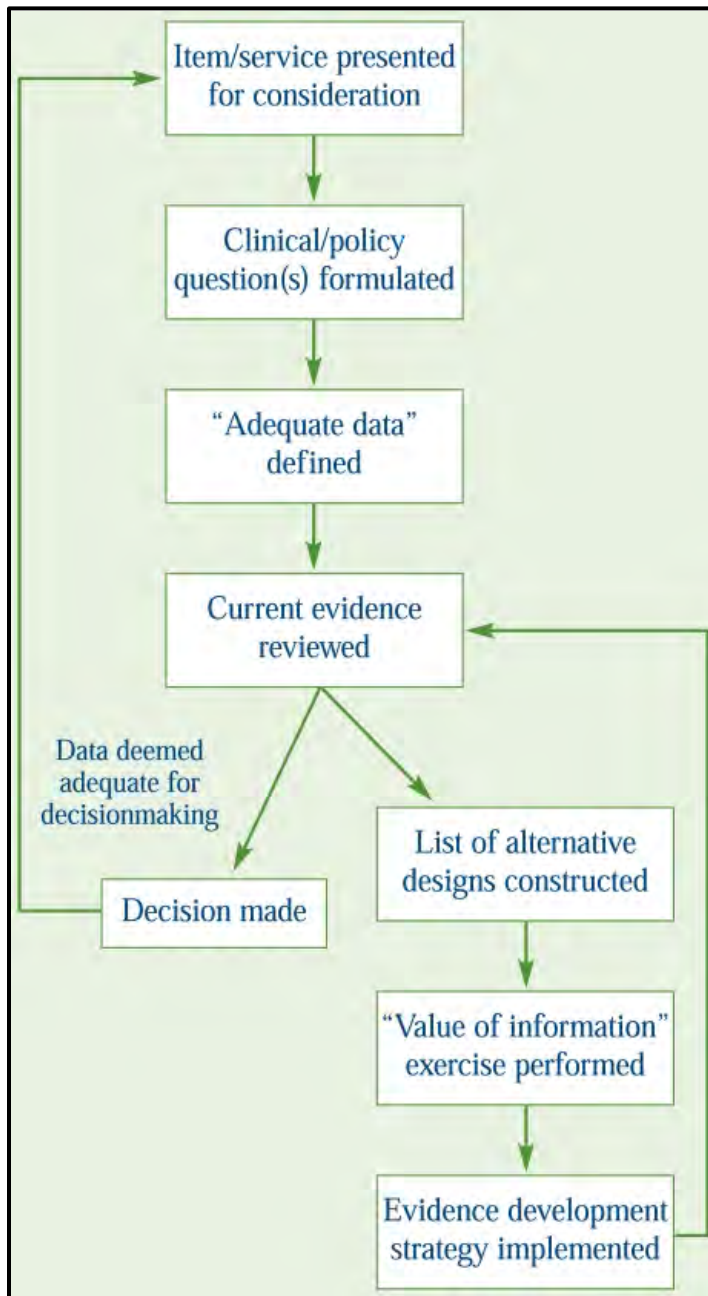 Item/service presented
for consideration
Clinical/policy
question(s) formulated
“Adequate data”
defined
Current evidence
reviewed
Data deemed
adequate for
decisionmaking
Decision made
List of alternative
designs constructed
“Value of information”
exercise performed
Evidence development
strategy implemented